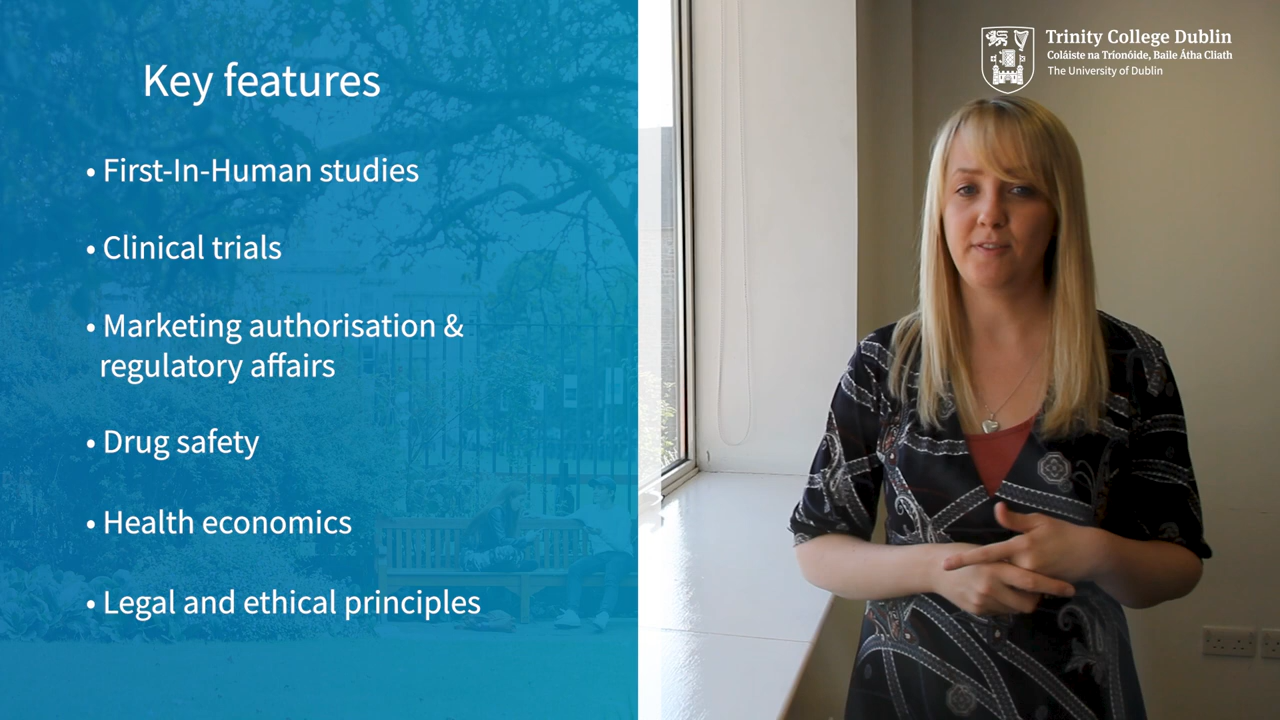 Key features
• First-In-Human studies
• Clinical trials
• Marketing authorisation &
regulatory affairs
• Drug safety
• Health economics
• Legal and ethical principles
Trinity College Dublin
Coláiste na Tríonóide, Baile Átha Cliath
The University of Dublin